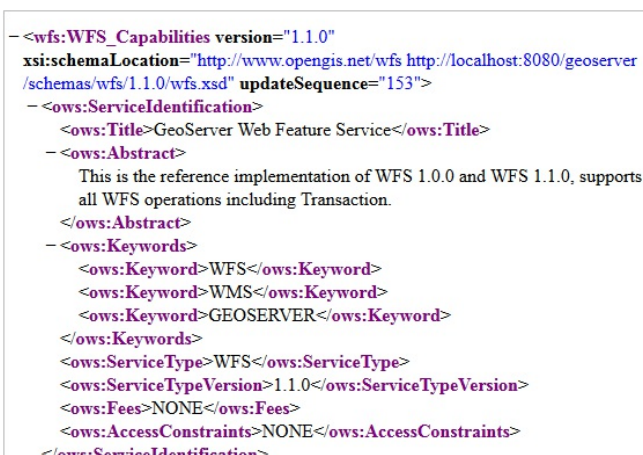 −<wfs:WFS_Capabilities version="1.1.0"
xsi:schemaLocation="http://www.opengis.net/wfs http://localhost:8080/geoserver
/schemas/wfs/1.1.0/wfs.xsd" updateSequence="153">
−<ows:ServiceIdentification>
<ows:Title>GeoServer Web Feature Service</ows:Title>
−<ows:Abstract>
This is the reference implementation of WFS 1.0.0 and WFS 1.1.0, supports
all WFS operations including Transaction.
</ows:Abstract>
−<ows:Keywords>
<ows:Keyword>WFS</ows:Keyword>
<ows:Keyword>WMS</ows:Keyword>
<ows:Keyword>GEOSERVER</ows:Keyword>
</ows:Keywords>
<ows:ServiceType>WFS</ows:ServiceType>
<ows:ServiceTypeVersion>1.1.0</ows:ServiceTypeVersion>
<ows:Fees>NONE</ows:Fees>
<ows:AccessConstraints>NONE</ows:AccessConstraints>
</ows:ServiceIdentification>